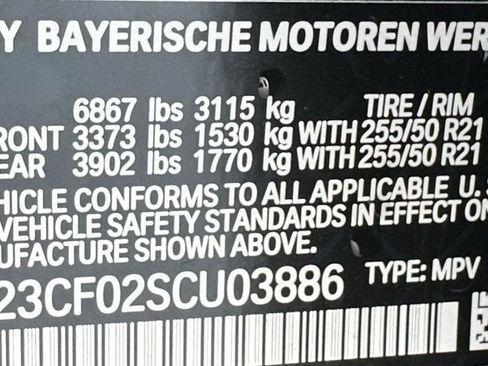 Y BAYERISCHE MOTOREN WER
6867 lbs 3115 kg TIRE / RIM
RONT 3373 lbs 1530 kg WITH 255/50 R21
EAR 3902 lbs 1770 kg WITH 255/50 R21
HICLE CONFORMS TO ALL APPLICABLE U. S
VEHICLE SAFETY STANDARDS IN EFFECT ON
UFACTURE SHOWN ABOVE.
23CF02SCU03886 TYPE: MPV